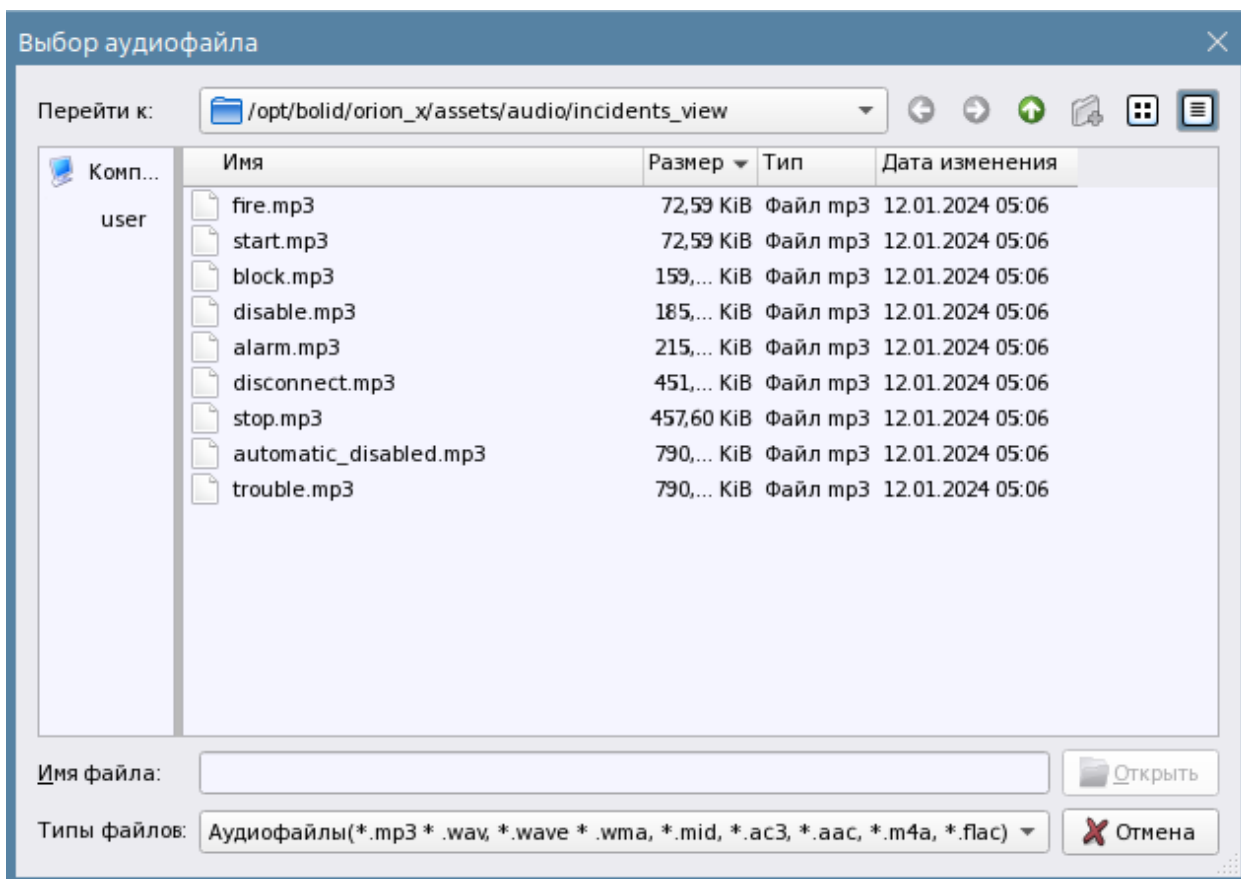 Выбор аудиофайла
Перейти к: /opt/bolid/orion_x/assets/audio/incidents_view
Комп...
user
Имя Размер Тип Дата изменения
fire.mp3 72,59 KiB Файл mp3 12.01.2024 05:06
start.mp3 72,59 KiB Файл mp3 12.01.2024 05:06
block.mp3 159,... KiB Файл mp3 12.01.2024 05:06
disable.mp3 185,... KiB Файл mp3 12.01.2024 05:06
alarm.mp3 215,... KiB Файл mp3 12.01.2024 05:06
disconnect.mp3 451,... KiB Файл mp3 12.01.2024 05:06
stop.mp3 457,60 KiB Файл mp3 12.01.2024 05:06
automatic_disabled.mp3 790,... KiB Файл mp3 12.01.2024 05:06
trouble.mp3 790,... KiB Файл mp3 12.01.2024 05:06
Имя файла: Открыть
Типы файлов: Аудиофайлы(*.mp3 * .wav, *.wave * .wma, *.mid, *.ac3, *.aac, *.m4a, *.flac) Отмена